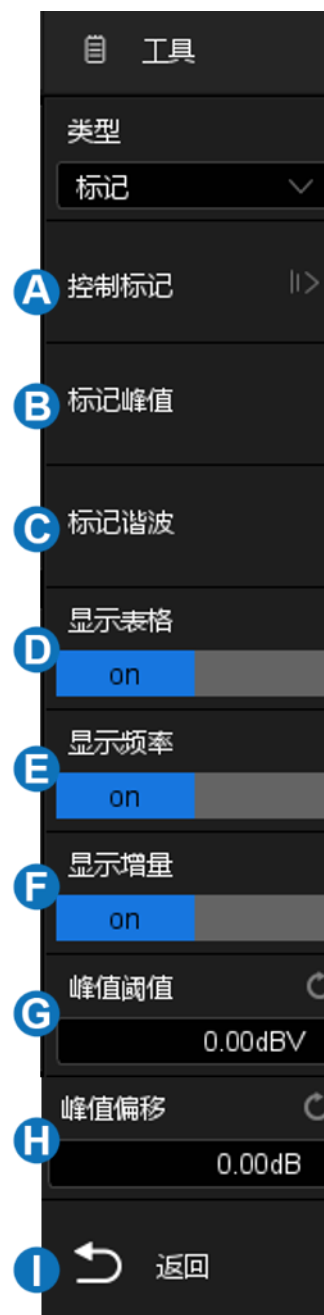 工具
类型
标记
A 控制标记
B 标记峰值
C 标记谐波
显示表格
D
on
显示频率
E
on
显示增量
F
on
峰值阈值
G
0.00dBV
峰值偏移
H
0.00dB
I 返回